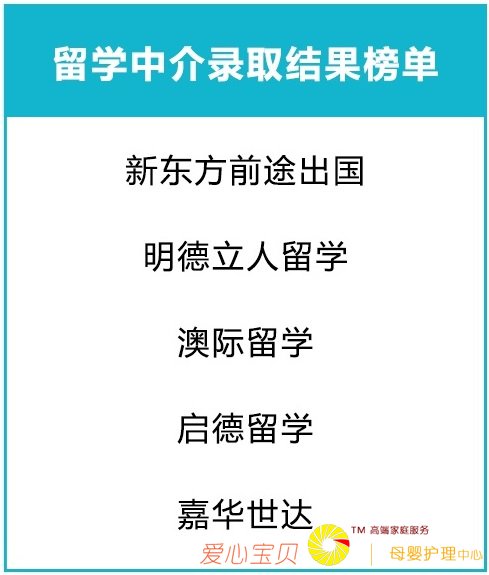 留学中介录取结果榜单
新东方前途出国
明德立人留学
澳际留学
启德留学
嘉华世达
爱心宝贝
TM 高端家庭服务
母婴护理中心